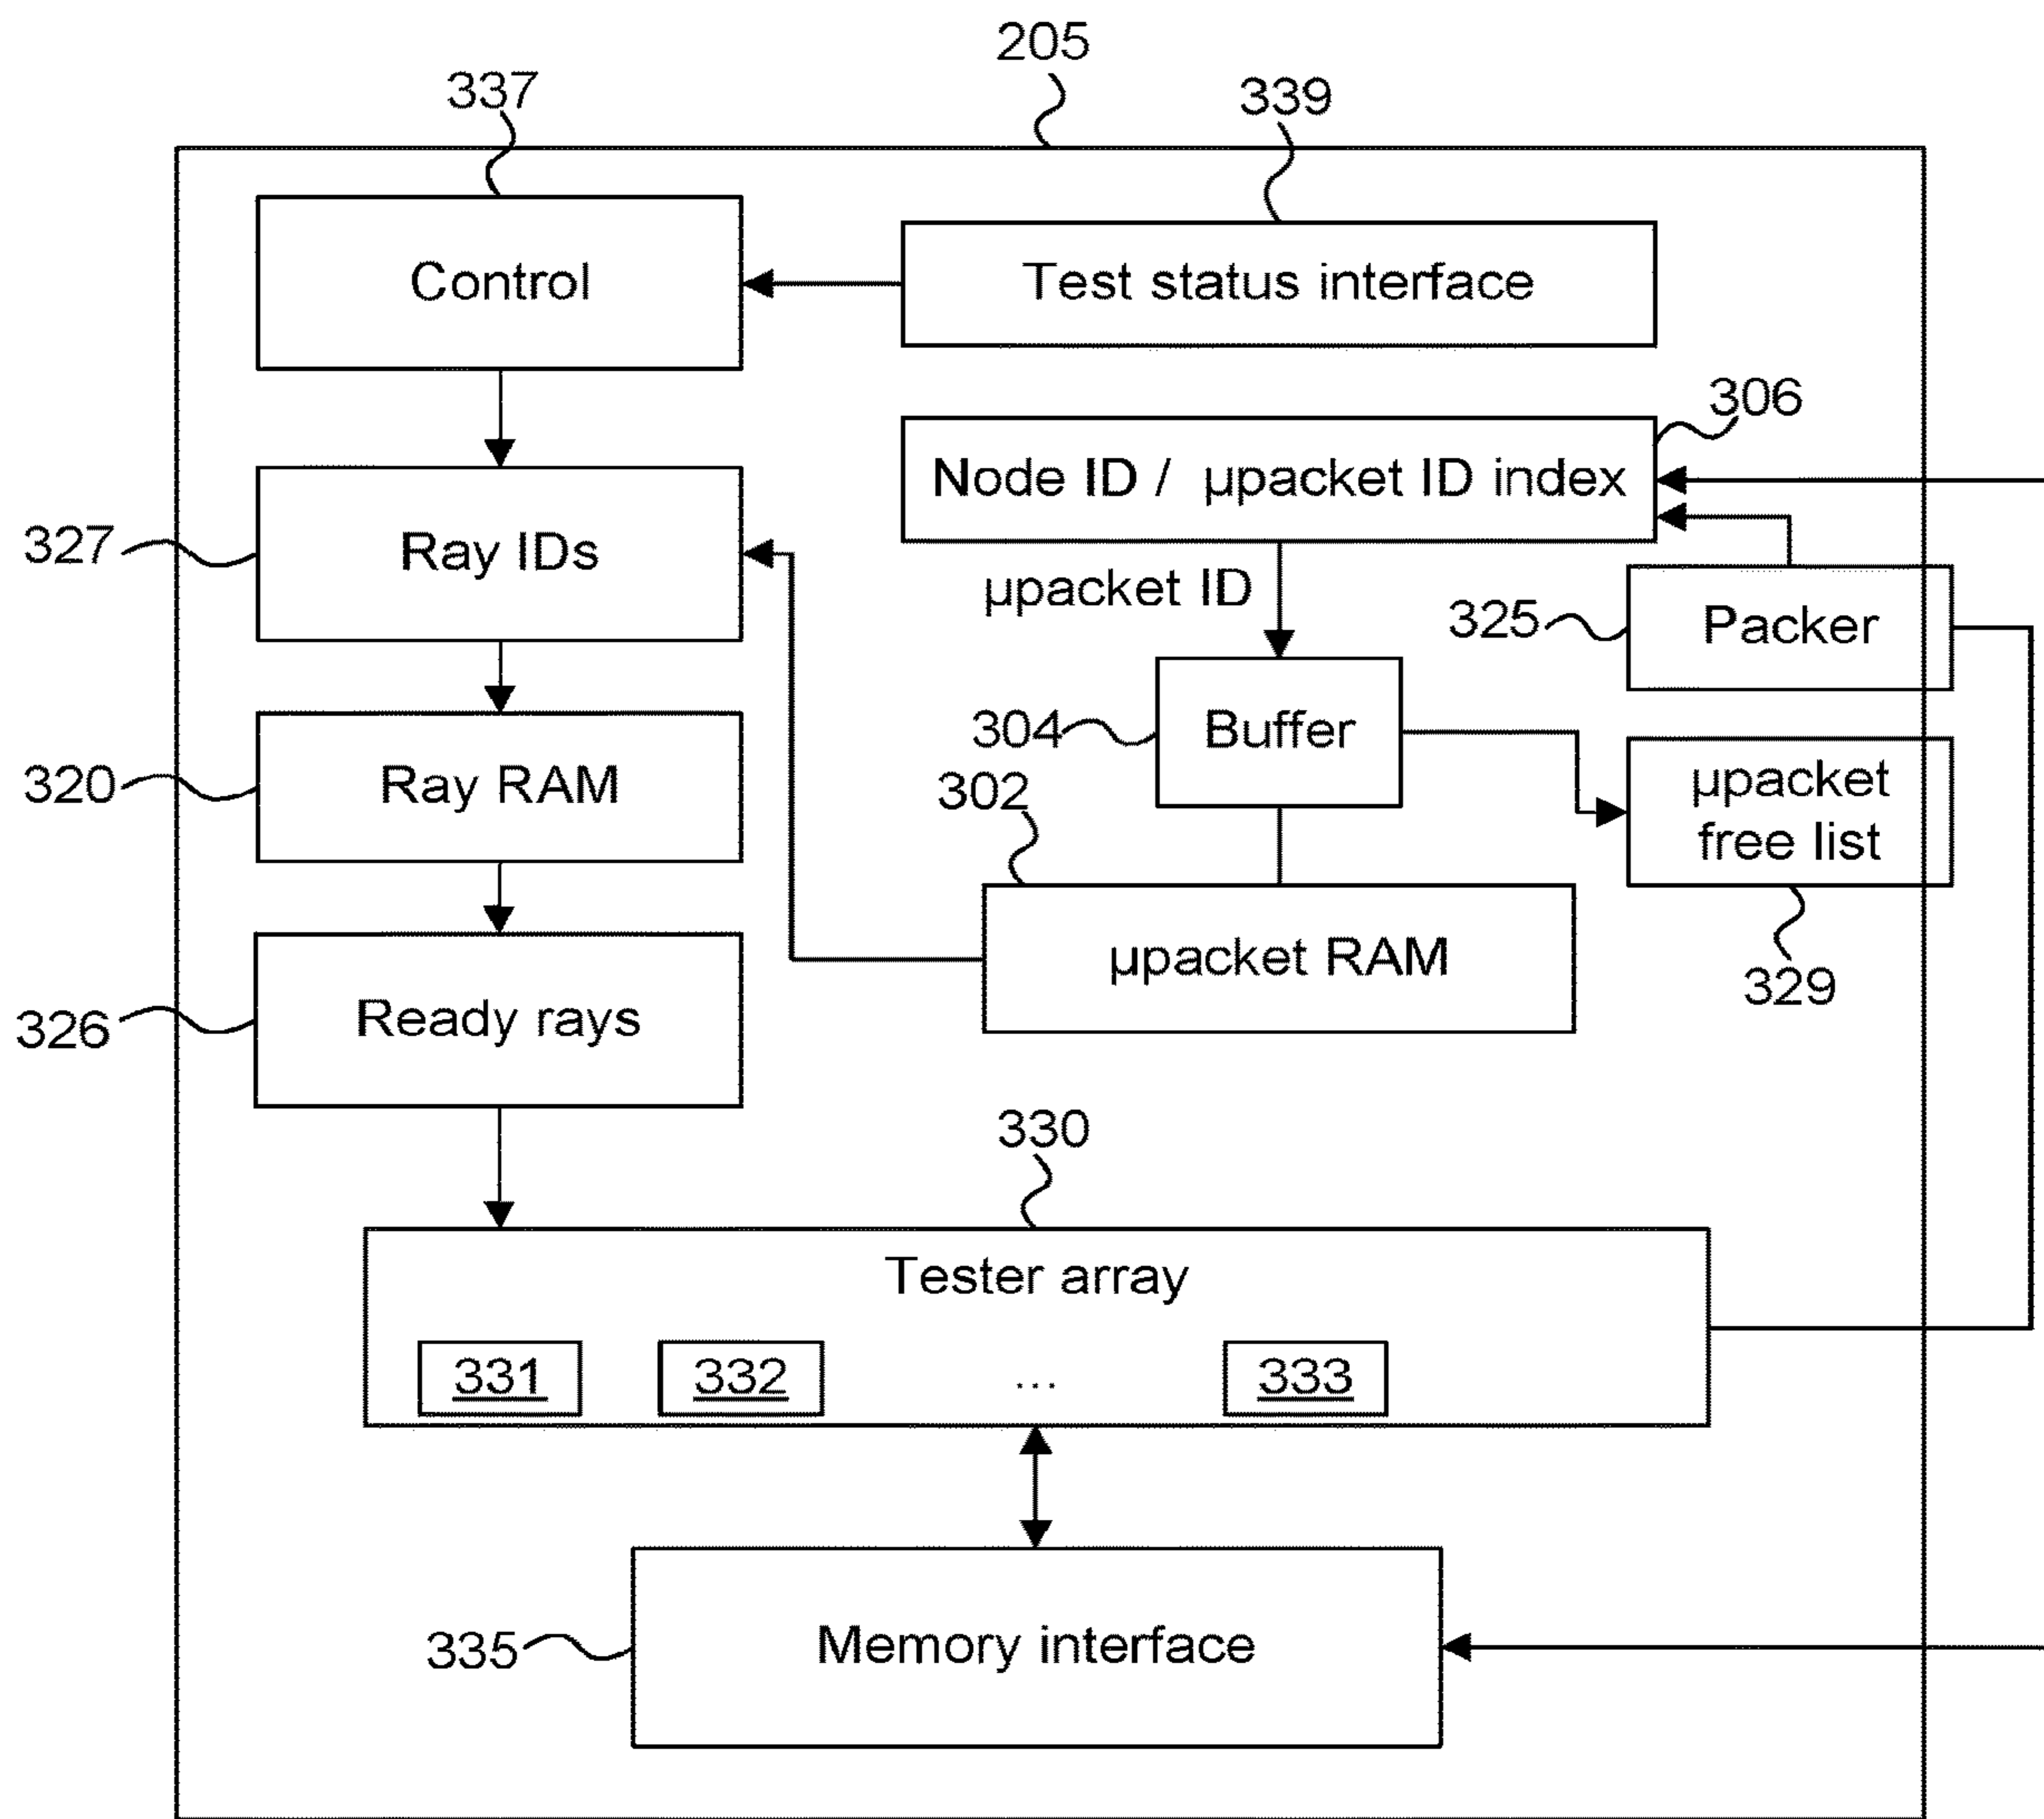 205
337
339
Control
Test status interface
306
Node ID / µpacket ID index
327
Ray IDs
µpacket ID
325
Packer
304
Buffer
320
Ray RAM
302
µpacket
free list
326
Ready rays
µpacket RAM
329
330
Tester array
331
332
...
333
335
Memory interface